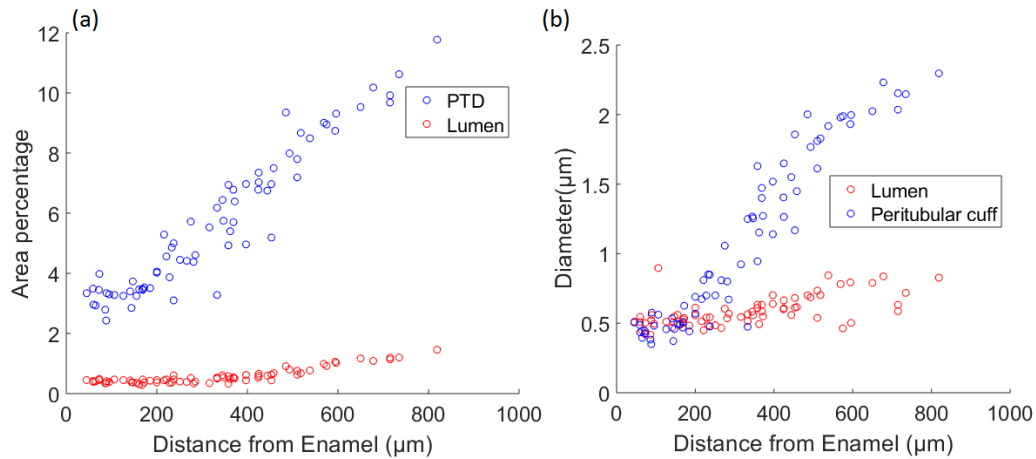 (a)
12
10
8
6
4
2
0
Area percentage
PTD
Lumen
0 200 400 600 800 1000
Distance from Enamel (µm)
(b)
2.5
2
1.5
1
0.5
0
Diameter(µm)
Lumen
Peritubular cuff
0 200 400 600 800 1000
Distance from Enamel (µm)